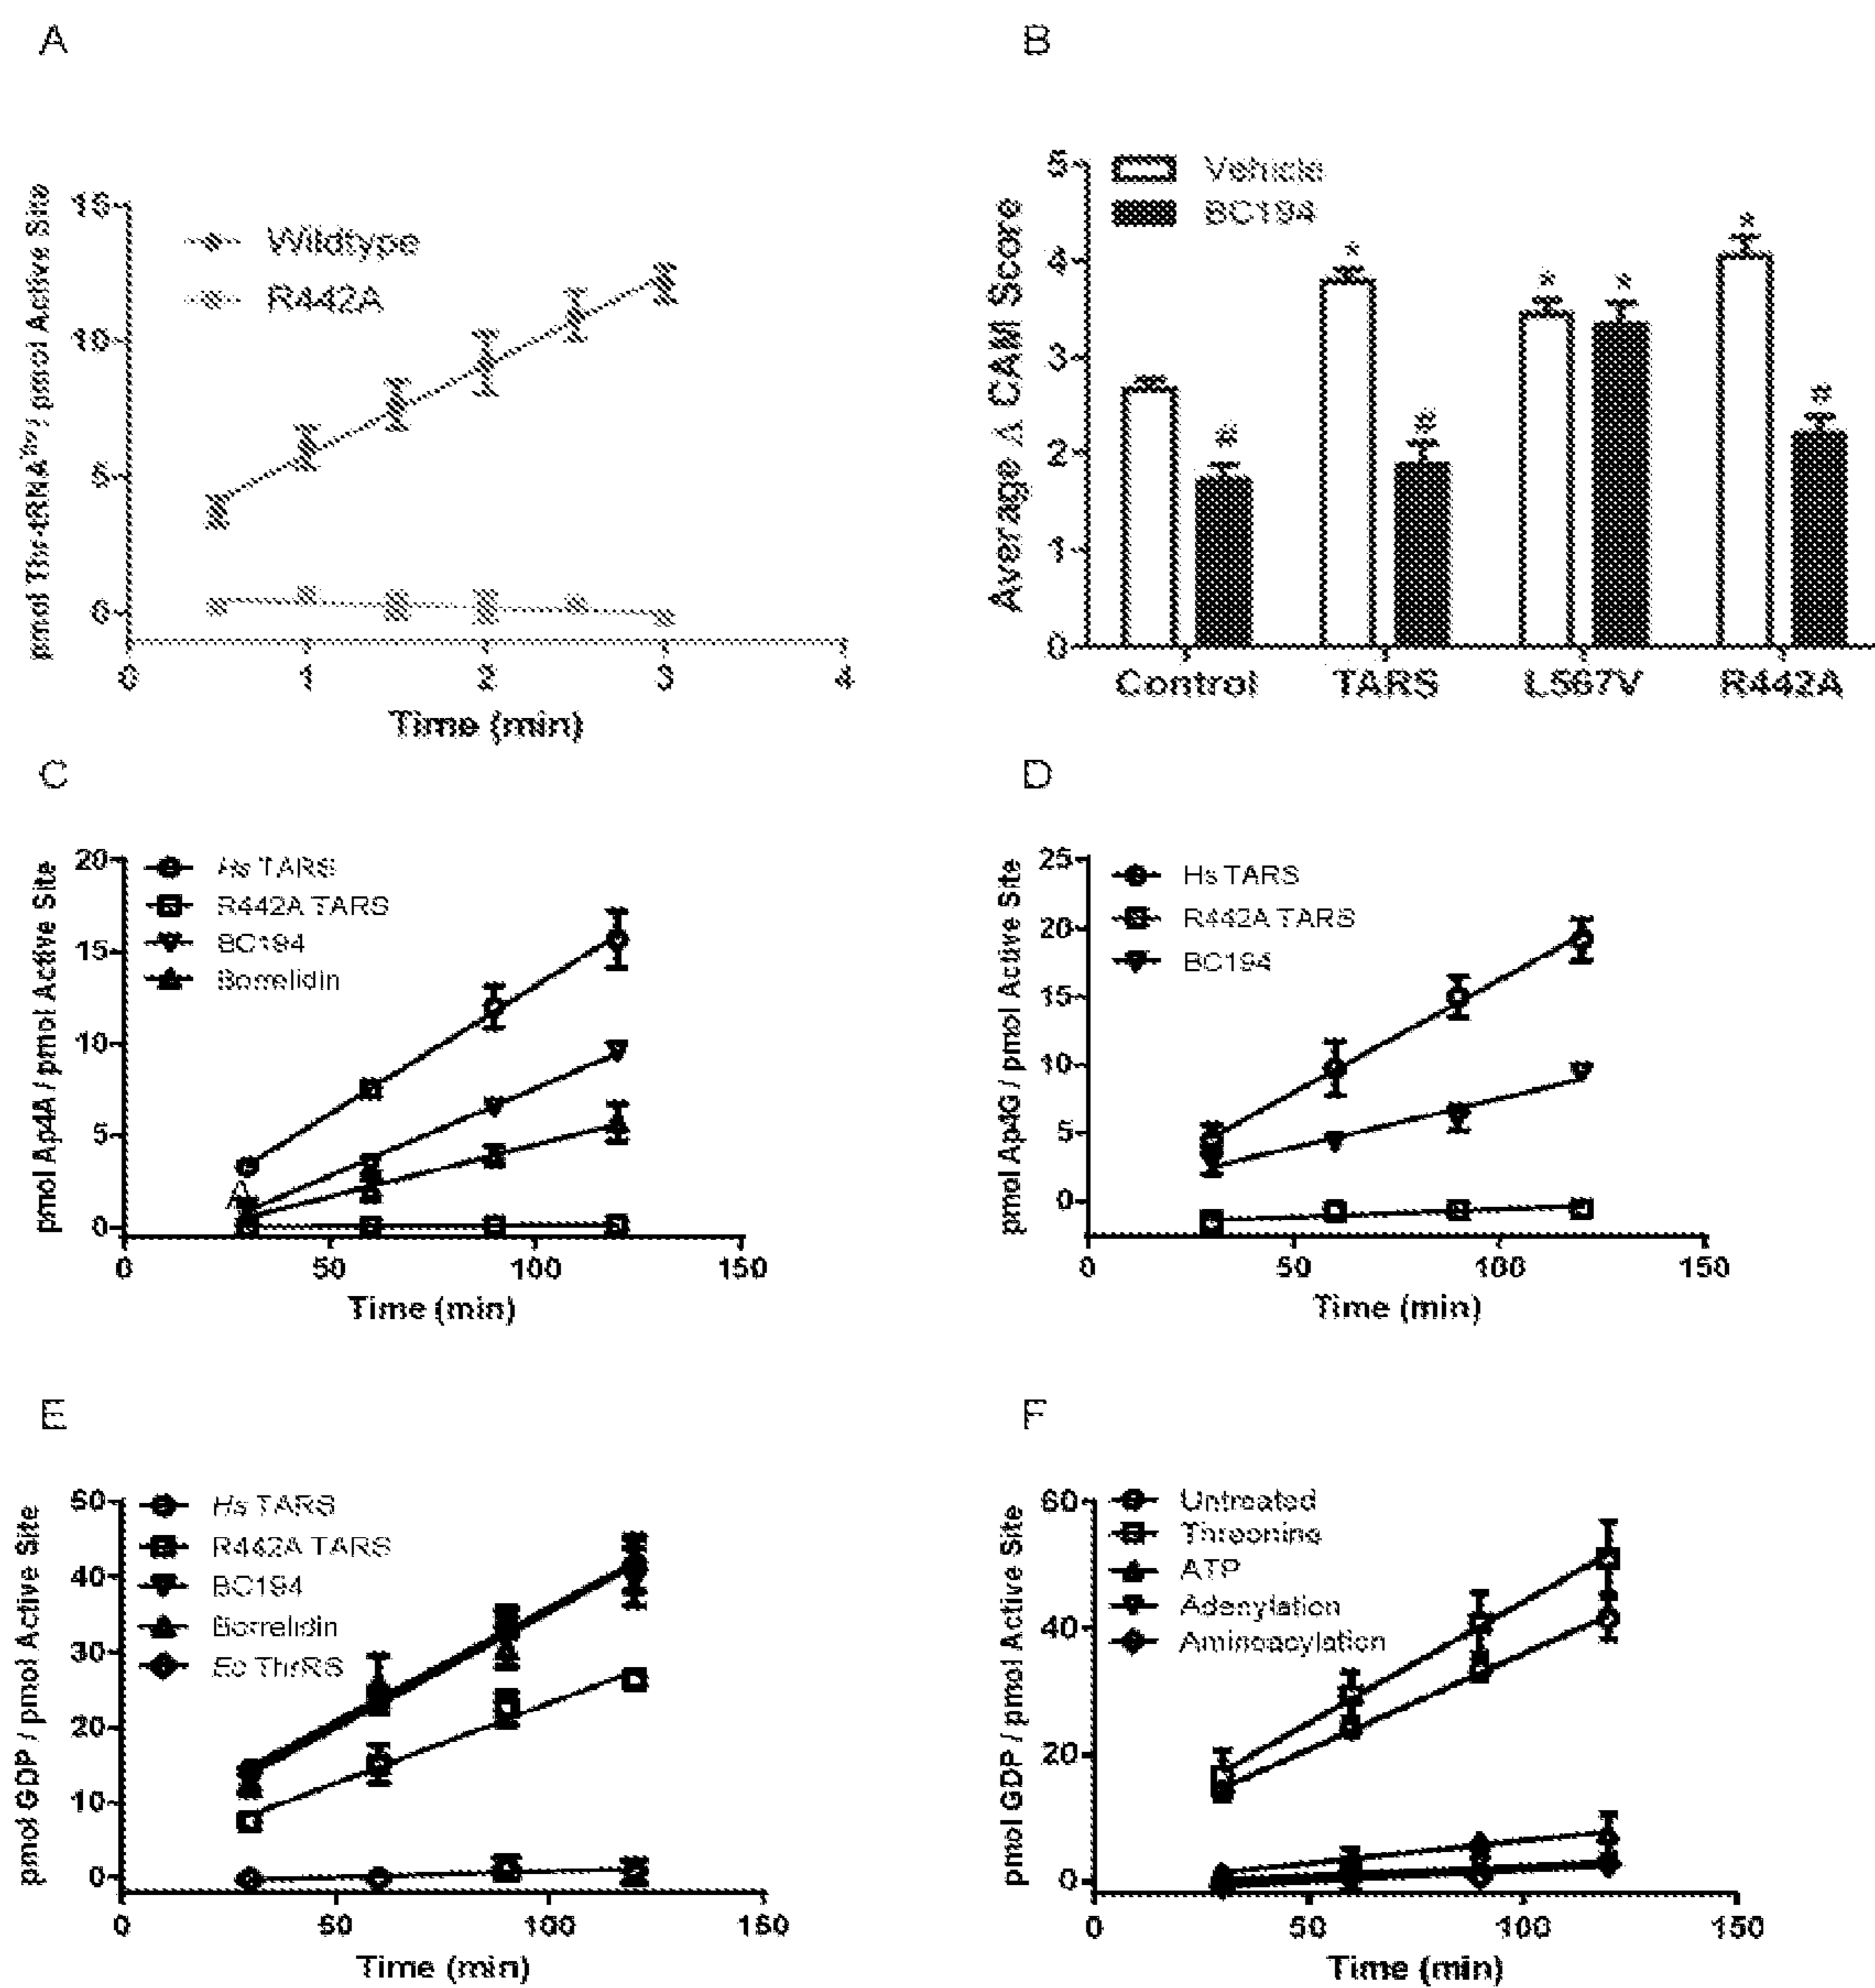 A
pmol Thr-tRNA / pmol Active Site
15
10
5
0
Wildtype
R442A
0 1 2 3 4
Time (min)
B
Average Δ CAM Score
5
4
3
2
1
0
Vehicle
BC194
*
*
*
*
Control TARS L567V R442A
C
pmol Ap4A / pmol Active Site
20
15
10
5
0
Hs TARS
R442A TARS
BC194
Borrelidin
0 50 100 150
Time (min)
D
pmol Ap4G / pmol Active Site
25
20
15
10
5
0
Hs TARS
R442A TARS
BC194
0 50 100 150
Time (min)
E
pmol GDP / pmol Active Site
50
40
30
20
10
0
Hs TARS
R442A TARS
BC194
Borrelidin
Ec ThrRS
0 50 100 150
Time (min)
F
pmol GDP / pmol Active Site
60
40
20
0
Untreated
Threonine
ATP
Adenylation
Aminoacylation
0 50 100 150
Time (min)